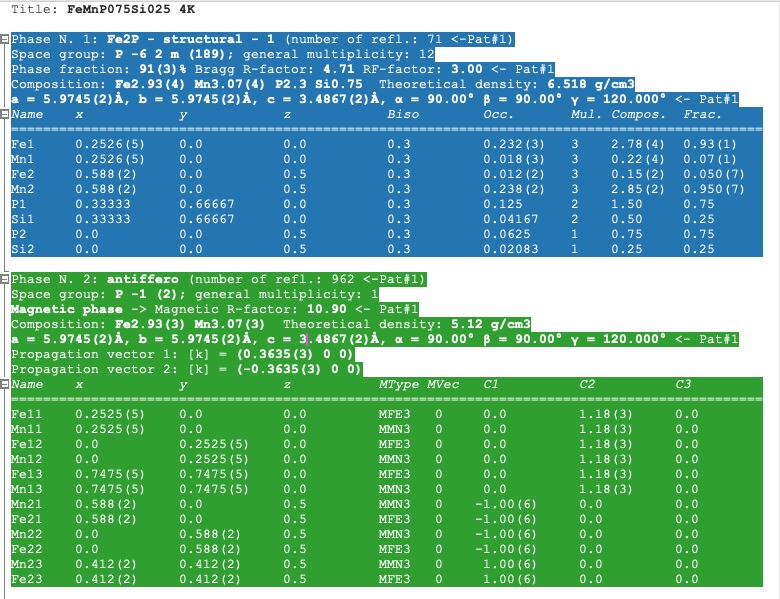 Title: FeMnP075Si025 4K
Phase N. 1: Fe2P - structural - 1 (number of refl.: 71 <-Pat#1)
Space group: P -6 2 m (189); general multiplicity: 12
Phase fraction: 91(3)% Bragg R-factor: 4.71 RF-factor: 3.00 <- Pat#1
Composition: Fe2.93(4) Mn3.07(4) P2.3 Si0.75 Theoretical density: 6.518 g/cm3
a = 5.9745(2)Å, b = 5.9745(2)Å, c = 3.4867(2)Å, α = 90.00° β = 90.00° γ = 120.000° <- Pat#1
Name x y z Biso Occ. Mul. Compos. Frac.
Fe1 0.2526(5) 0.0 0.0 0.3 0.232(3) 3 2.78(4) 0.93(1)
Mn1 0.2526(5) 0.0 0.0 0.3 0.018(3) 3 0.22(4) 0.07(1)
Fe2 0.588(2) 0.0 0.5 0.3 0.012(2) 3 0.15(2) 0.050(7)
Mn2 0.588(2) 0.0 0.5 0.3 0.238(2) 3 2.85(2) 0.950(7)
P1 0.33333 0.66667 0.0 0.3 0.125 2 1.50 0.75
Si1 0.33333 0.66667 0.0 0.3 0.04167 2 0.50 0.25
P2 0.0 0.0 0.5 0.3 0.0625 1 0.75 0.75
Si2 0.0 0.0 0.5 0.3 0.02083 1 0.25 0.25
Phase N. 2: antiffero (number of refl.: 962 <-Pat#1)
Space group: P -1 (2); general multiplicity: 1
Magnetic phase -> Magnetic R-factor: 10.90 <- Pat#1
Composition: Fe2.93(3) Mn3.07(3) Theoretical density: 5.12 g/cm3
a = 5.9745(2)Å, b = 5.9745(2)Å, c = 3.4867(2)Å, α = 90.00° β = 90.00° γ = 120.000° <- Pat#1
Propagation vector 1: [k] = (0.3635(3) 0 0)
Propagation vector 2: [k] = (-0.3635(3) 0 0)
Name x y z MType MVec C1 C2 C3
Fe11 0.2525(5) 0.0 0.0 MFE3 0 0.0 1.18(3) 0.0
Mn11 0.2525(5) 0.0 0.0 MMN3 0 0.0 1.18(3) 0.0
Fe12 0.0 0.2525(5) 0.0 MFE3 0 0.0 1.18(3) 0.0
Mn12 0.0 0.2525(5) 0.0 MMN3 0 0.0 1.18(3) 0.0
Fe13 0.7475(5) 0.7475(5) 0.0 MFE3 0 0.0 1.18(3) 0.0
Mn13 0.7475(5) 0.7475(5) 0.0 MMN3 0 0.0 1.18(3) 0.0
Mn21 0.588(2) 0.0 0.5 MMN3 0 -1.00(6) 0.0 0.0
Fe21 0.588(2) 0.0 0.5 MFE3 0 -1.00(6) 0.0 0.0
Mn22 0.0 0.588(2) 0.5 MMN3 0 -1.00(6) 0.0 0.0
Fe22 0.0 0.588(2) 0.5 MFE3 0 -1.00(6) 0.0 0.0
Mn23 0.412(2) 0.412(2) 0.5 MMN3 0 1.00(6) 0.0 0.0
Fe23 0.412(2) 0.412(2) 0.5 MFE3 0 1.00(6) 0.0 0.0